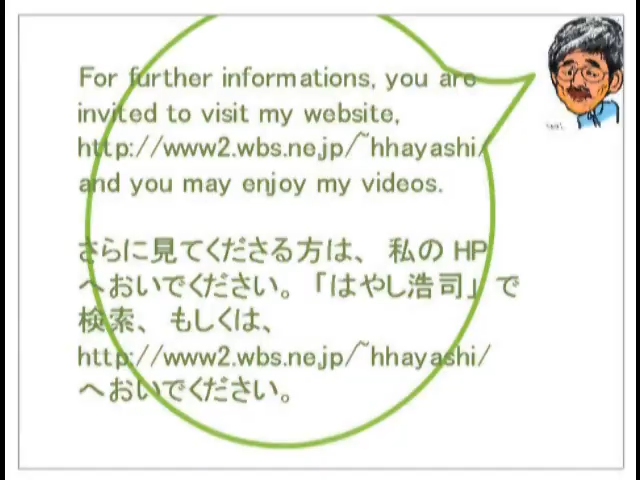 For further informations, you are
invited to visit my website,
http://www2.wbs.ne.jp/~hhayashi/
and you may enjoy my videos.
さらに見てくださる方は、 私の HP
へおいでください。「はやし浩司」で
検索、 もしくは、
http://www2.wbs.ne.jp/~hhayashi/
へおいでください。